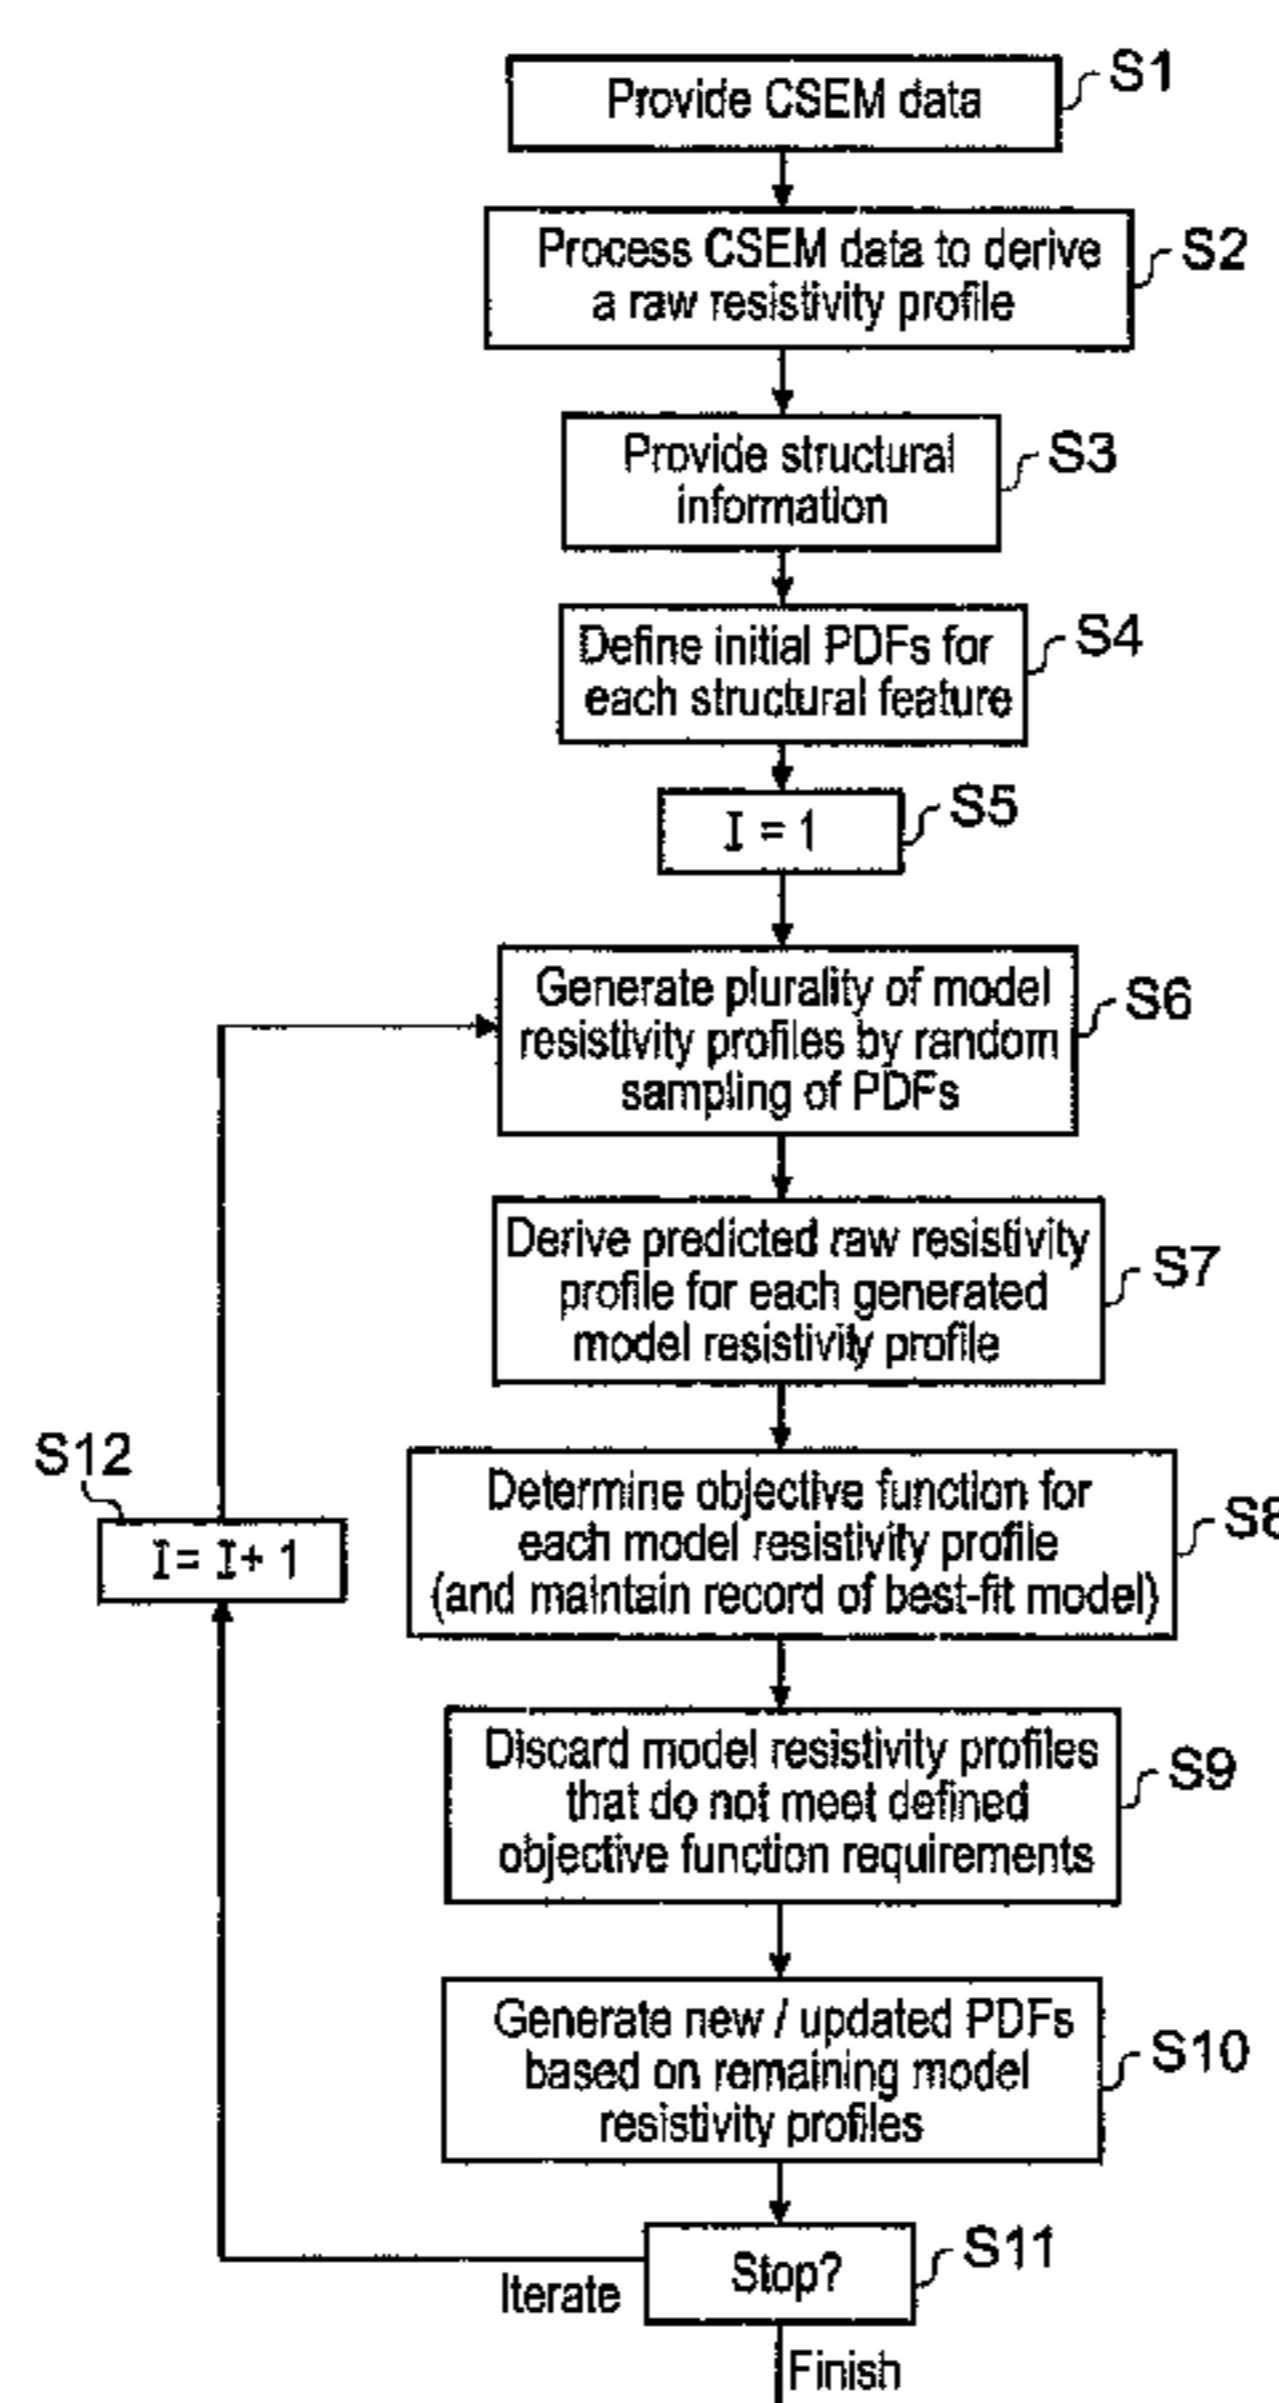 Provide CSEM data
S1
Process CSEM data to derive
a raw resistivity profile
S2
Provide structural
information
S3
Define initial PDFs for
each structural feature
S4
I = 1
S5
Generate plurality of model
resistivity profiles by random
sampling of PDFs
S6
Derive predicted raw resistivity
profile for each generated
model resistivity profile
S7
Determine objective function for
each model resistivity profile
(and maintain record of best-fit model)
S8
S12
I= I+ 1
Discard model resistivity profiles
that do not meet defined
objective function requirements
S9
Generate new / updated PDFs
based on remaining model
resistivity profiles
S10
Stop?
S11
Iterate
Finish